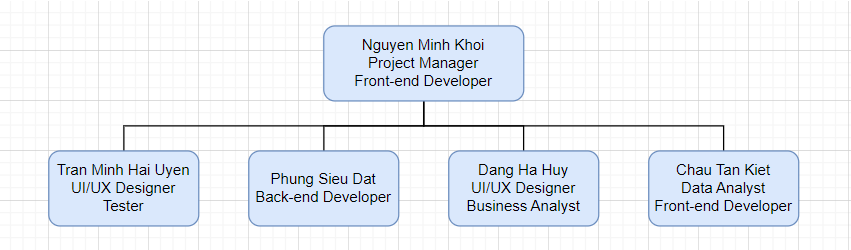 Nguyen Minh Khoi
Project Manager
Front-end Developer
Tran Minh Hai Uyen
UI/UX Designer
Tester
Phung Sieu Dat
Back-end Developer
Dang Ha Huy
UI/UX Designer
Business Analyst
Chau Tan Kiet
Data Analyst
Front-end Developer